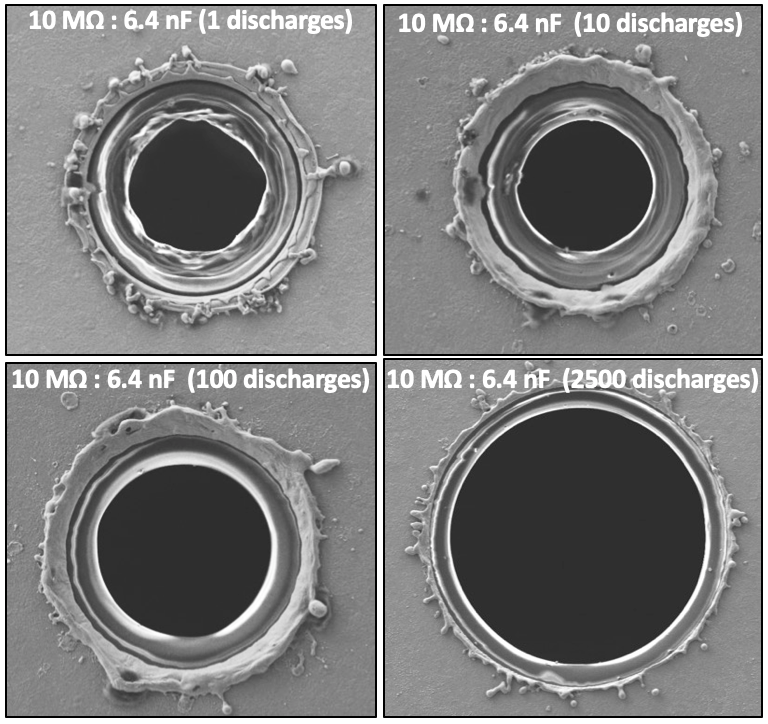 10 MΩ : 6.4 nF (1 discharges)
10 MΩ : 6.4 nF (10 discharges)
10 MΩ : 6.4 nF (100 discharges)
10 MΩ : 6.4 nF (2500 discharges)